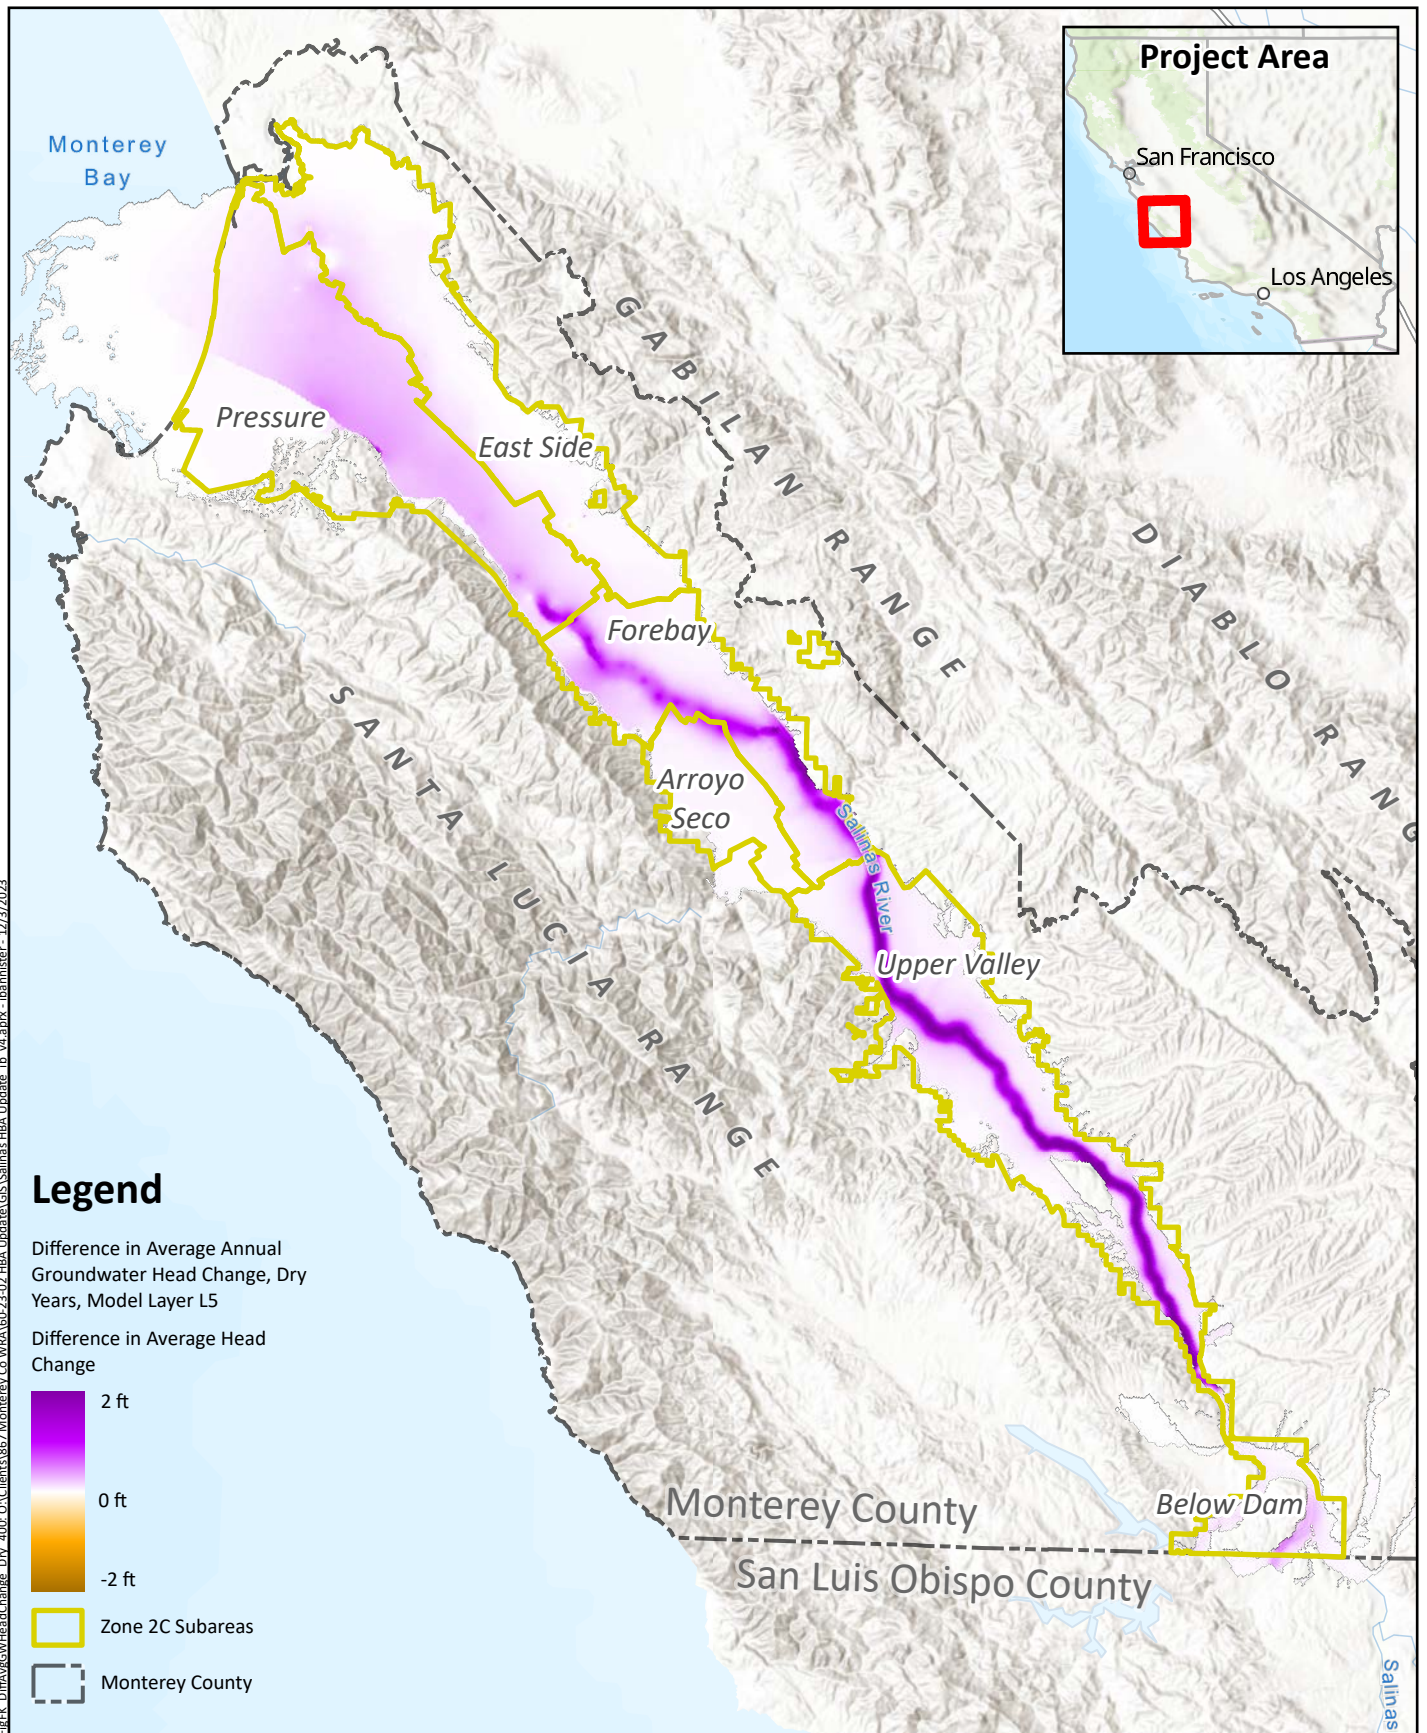 Project Area
San Francisco
Los Angeles
Monterey
Bay
GABILAN RANGE
DIABLO RANG
Pressure
East Side
Forebay
Arroyo
Seco
Salinas River
Upper Valley
SANTA LUCIA RANGE
Below Dam
Monterey County
San Luis Obispo County
Salinas
Legend
Difference in Average Annual
Groundwater Head Change, Dry
Years, Model Layer L5
Difference in Average Head
Change
2 ft
0 ft
-2 ft
Zone 2C Subareas
Monterey County